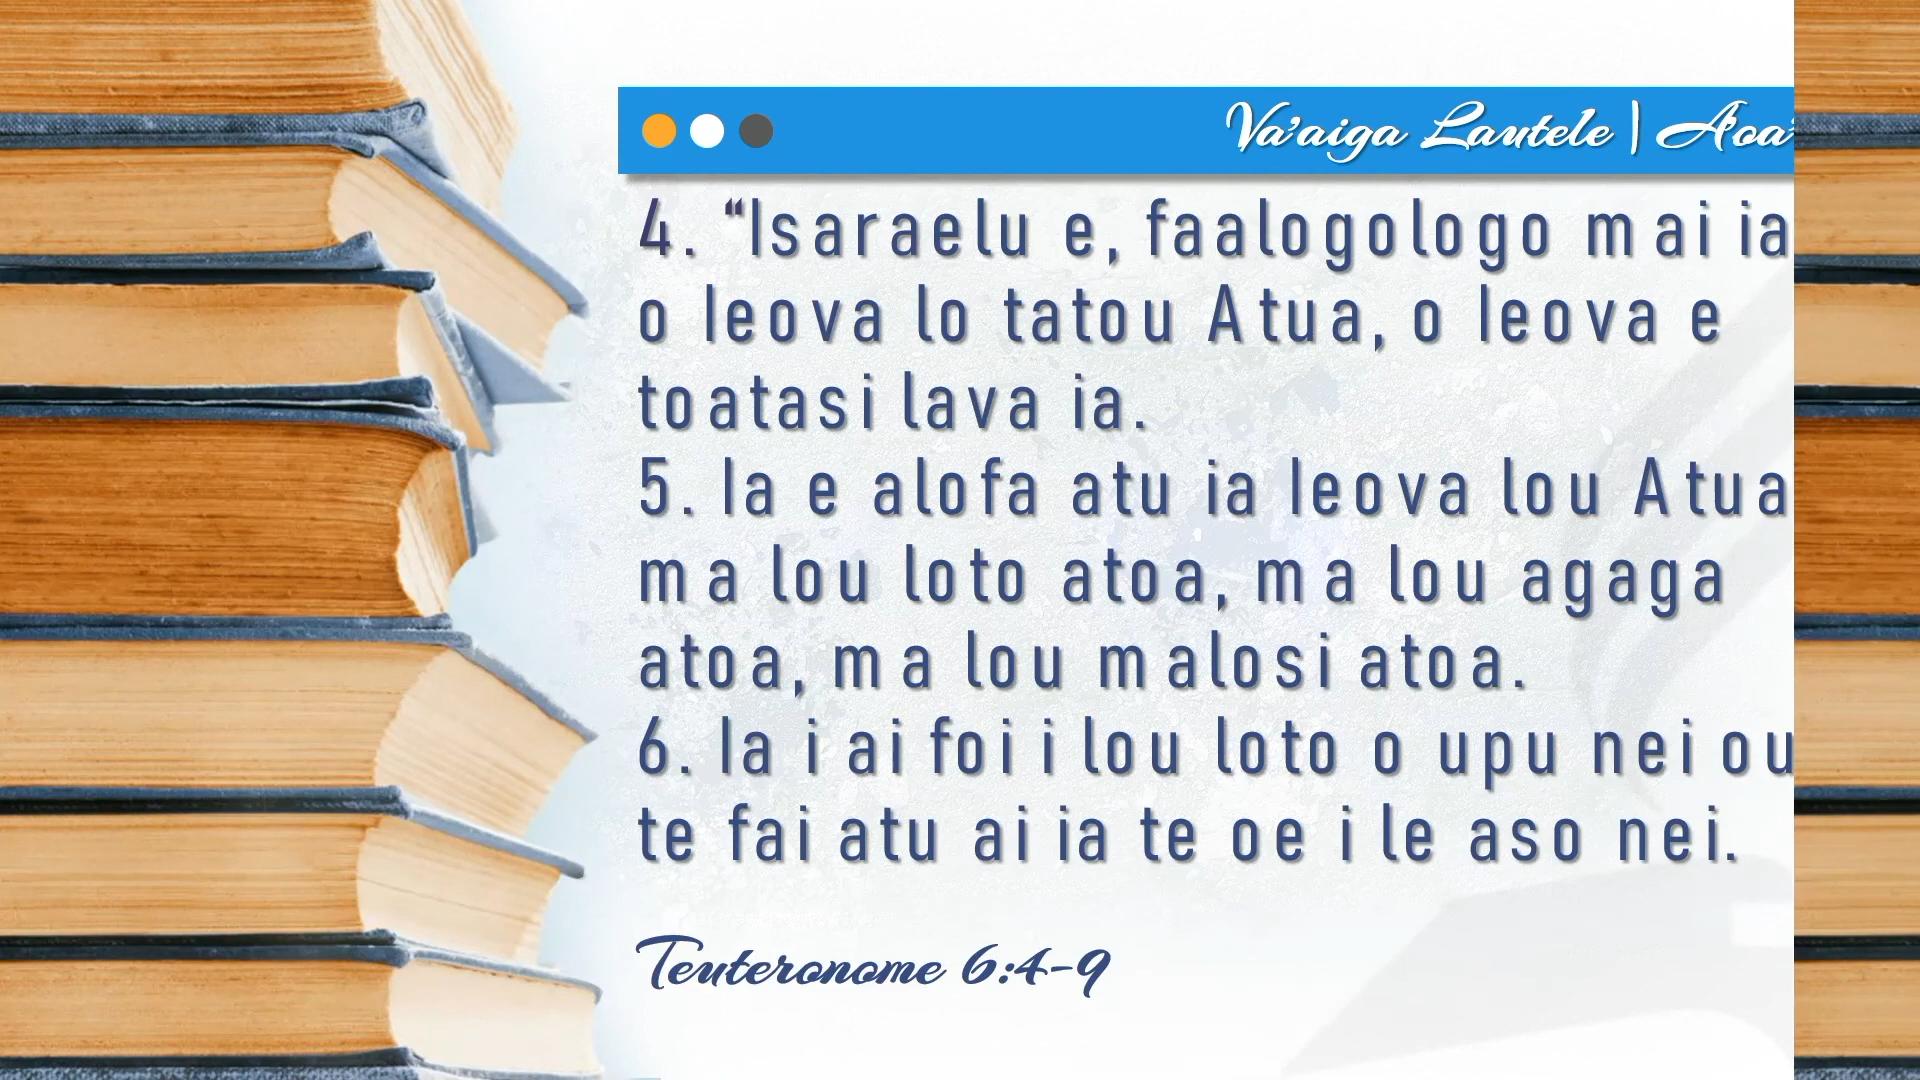 Va'aiga Lautele |
4. “Isaraelu e, faalogologo mai ia
o Ieova lo tatou Atua, o Ieova e
toatasi lava ia.
5. Ia e alofa atu ia Ieova lou Atua
ma lou loto atoa, ma lou agaga
atoa, ma lou malosi atoa.
6. Ia i ai foi i lou loto o upu nei ou
te fai atu ai ia te oe i le aso nei.
Teuteronome 6:4-9